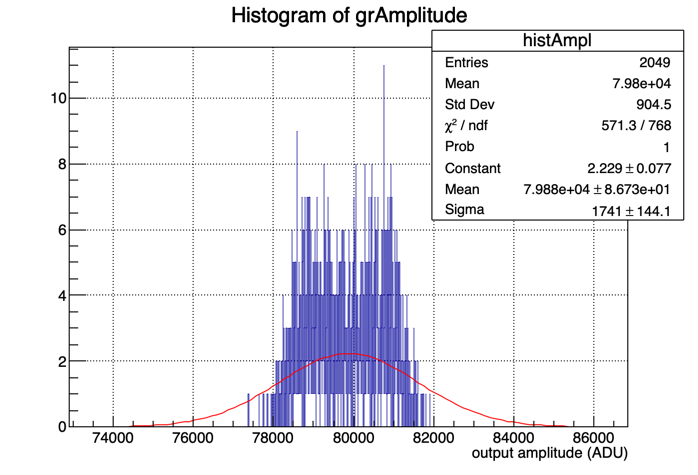 Histogram of grAmplitude
histAmpl
Entries 2049
Mean 7.98e+04
Std Dev 904.5
χ² / ndf 571.3 / 768
Prob 1
Constant 2.229 ± 0.077
Mean 7.988e+04 ± 8.673e+01
Sigma 1741 ± 144.1
10
8
6
4
2
0
74000 76000 78000 80000 82000 84000 86000
output amplitude (ADU)